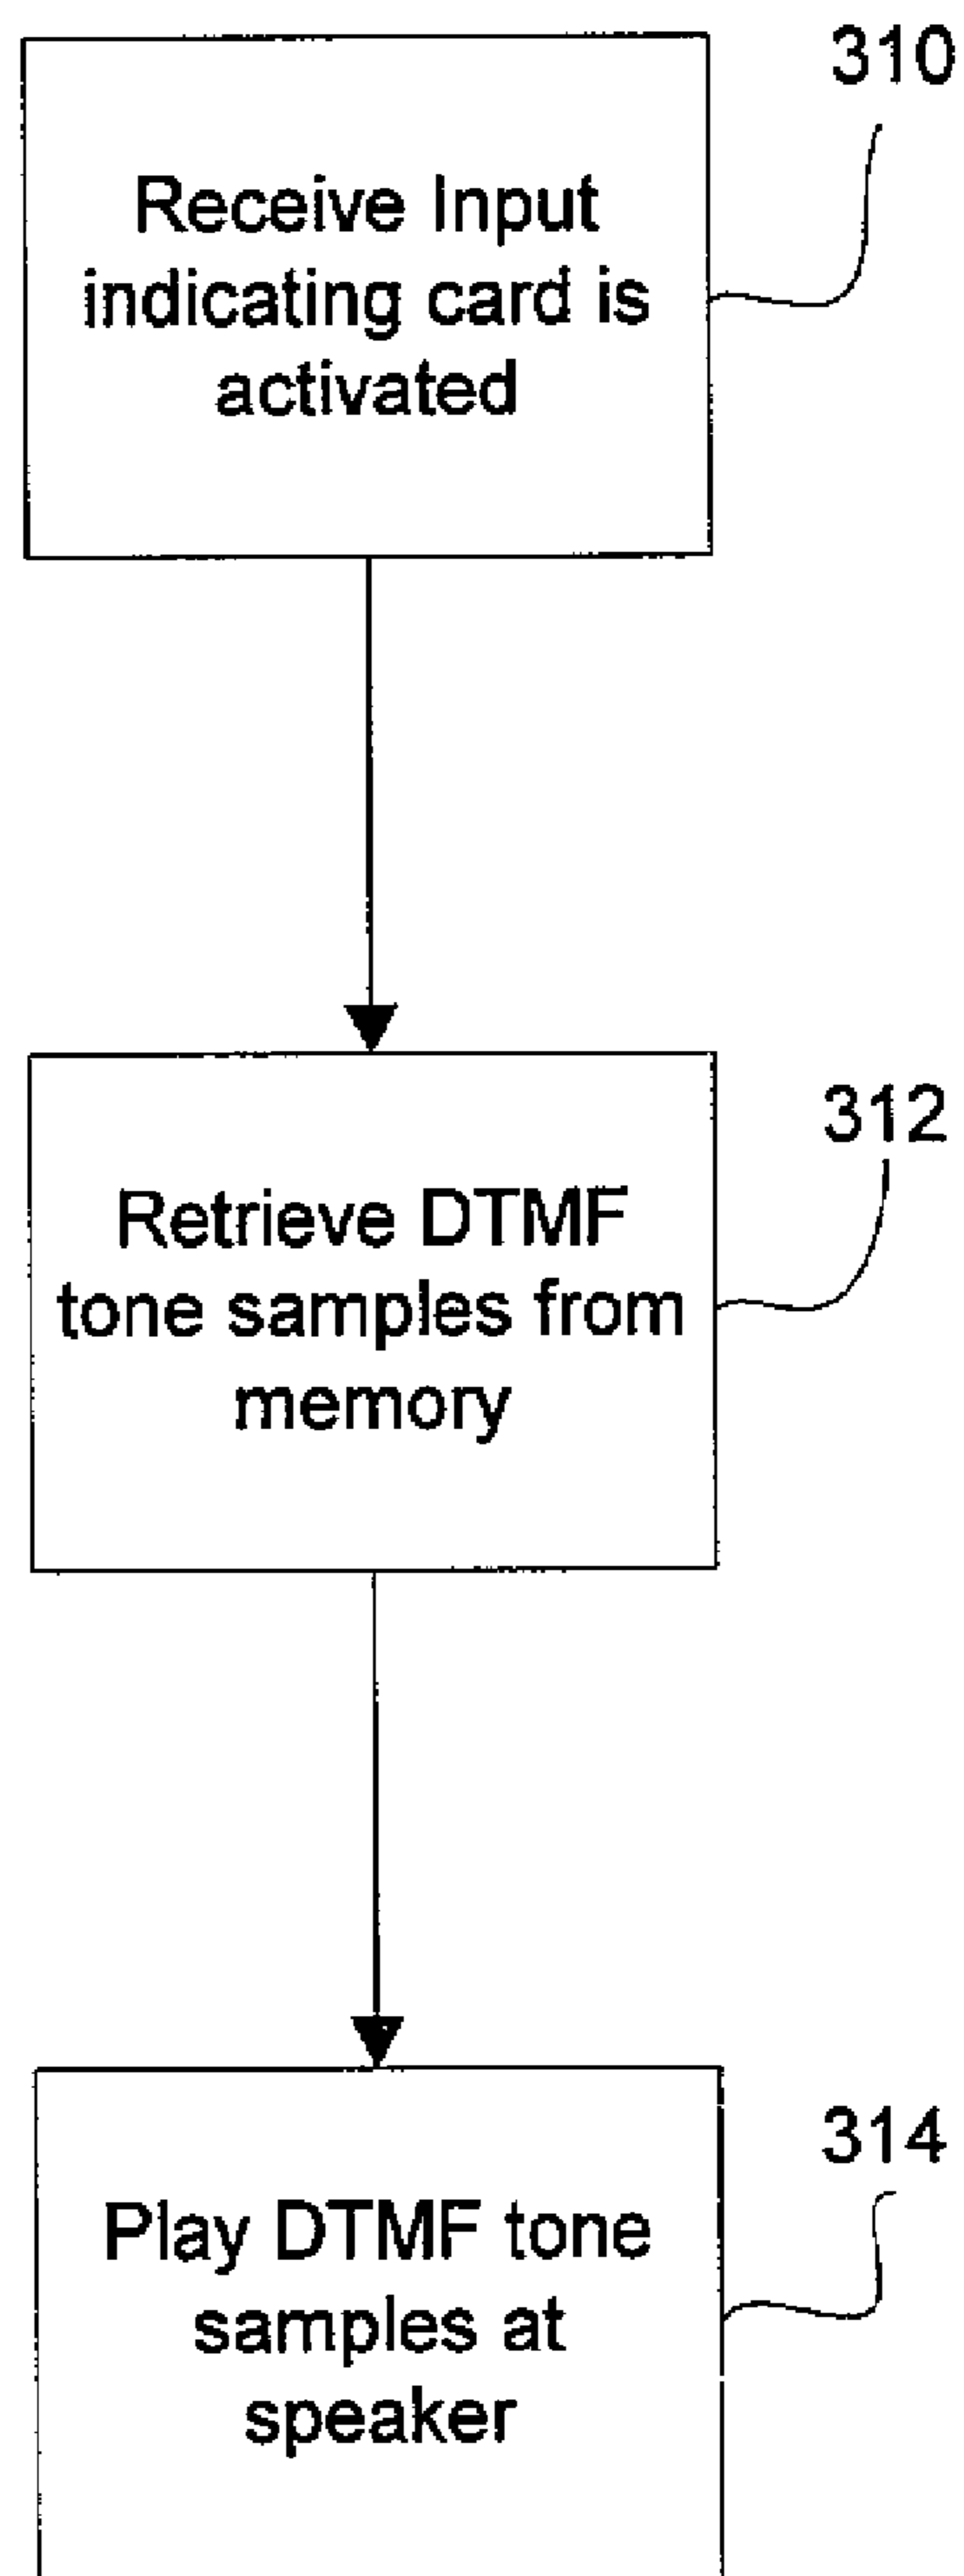 310
Receive Input
indicating card is
activated
312
Retrieve DTMF
tone samples from
memory
314
Play DTMF tone
samples at
speaker